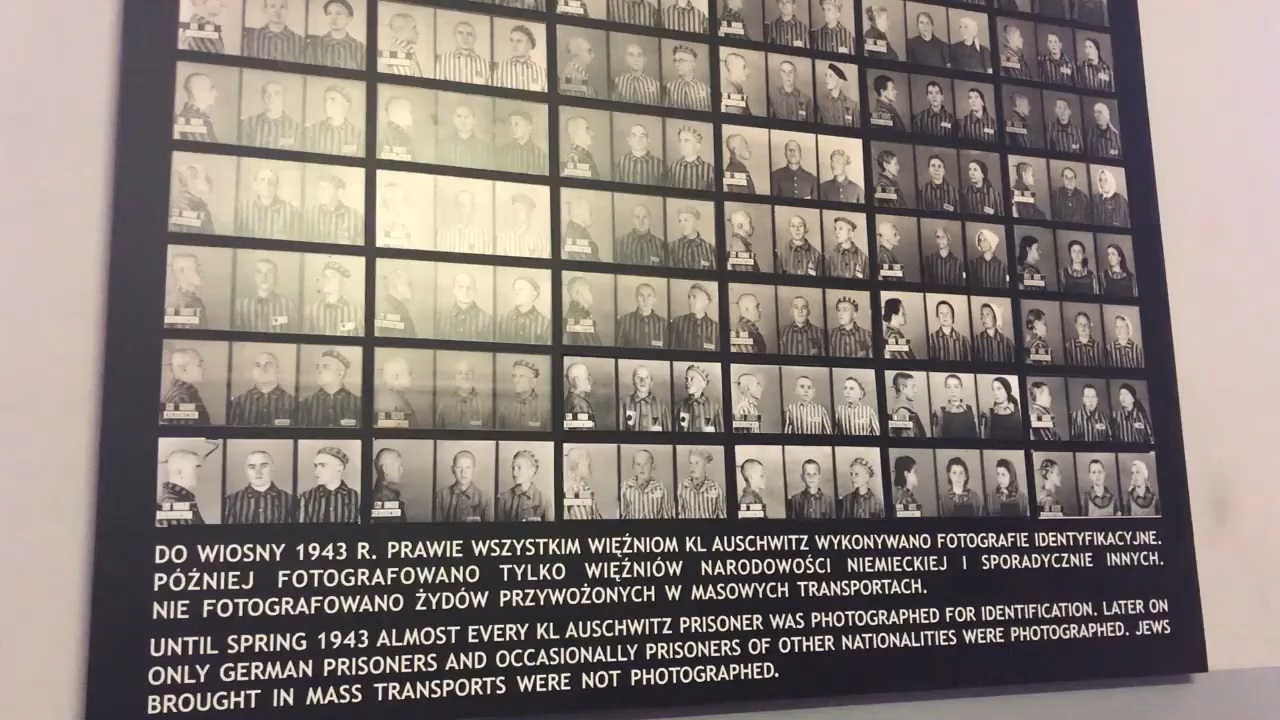 DO WIOSNY 1943 R. PRAWIE WSZYSTKIM WIĘŹNIOM KL AUSCHWITZ WYKONYWANO FOTOGRAFIE IDENTYFIKACYJNE.
PÓŹNIEJ FOTOGRAFOWANO TYLKO WIĘŹNIÓW NARODOWOŚCI NIEMIECKIEJ I SPORADYCZNIE INNYCH.
NIE FOTOGRAFOWANO ŻYDÓW PRZYWOŻONYCH W MASOWYCH TRANSPORTACH.
UNTIL SPRING 1943 ALMOST EVERY KL AUSCHWITZ PRISONER WAS PHOTOGRAPHED FOR IDENTIFICATION. LATER ON
ONLY GERMAN PRISONERS AND OCCASIONALLY PRISONERS OF OTHER NATIONALITIES WERE PHOTOGRAPHED. JEWS
BROUGHT IN MASS TRANSPORTS WERE NOT PHOTOGRAPHED.